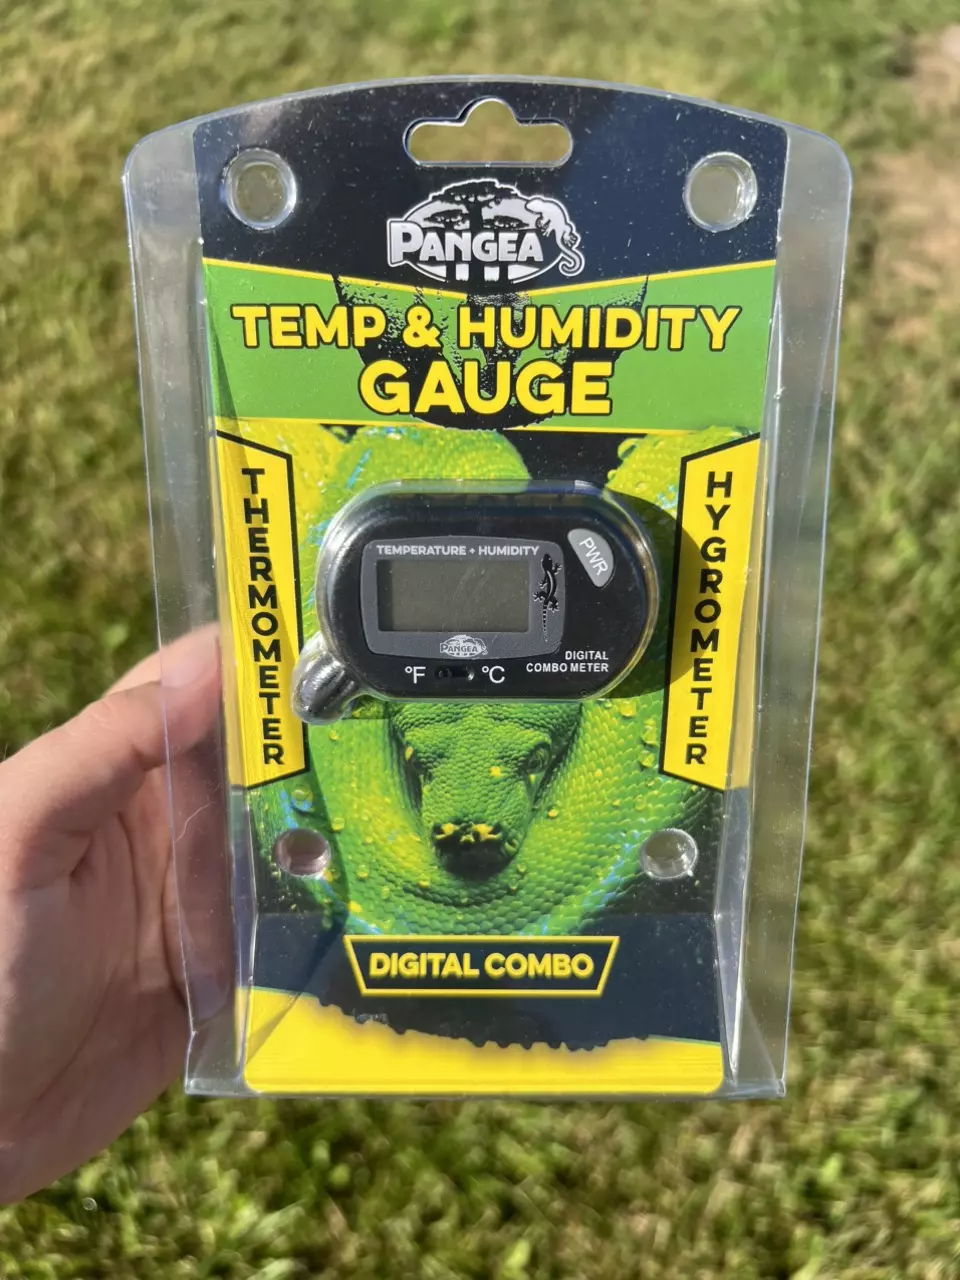 PANGEA
TEMP & HUMIDITY
GAUGE
THERMOMETER
HYGROMETER
TEMPERATURE + HUMIDITY
PWR
PANGEA
DIGITAL
COMBO METER
°F °C
DIGITAL COMBO